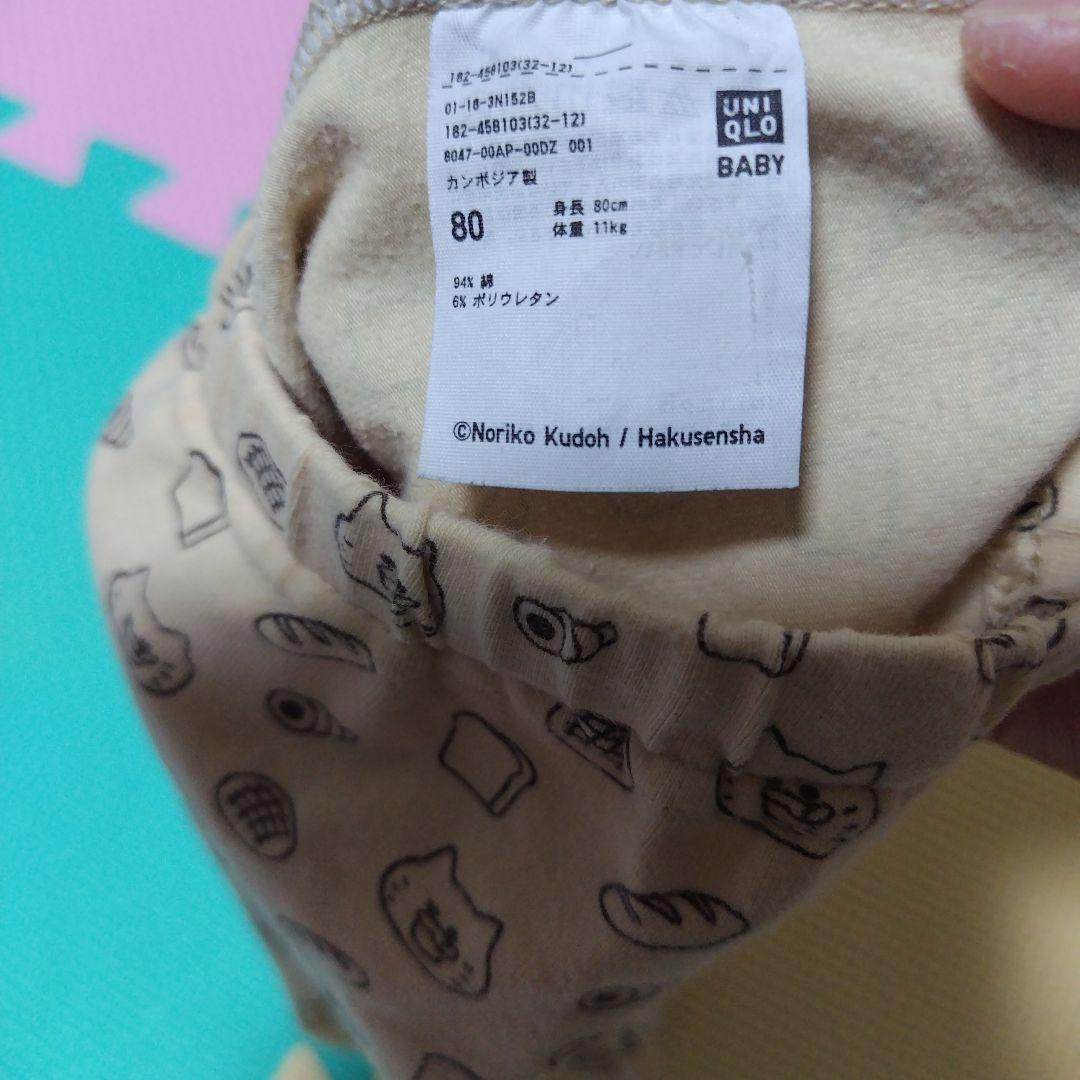 182-458103(32-12)
01-18-3N152B
182-458103(32-12)
8047-00AP-00DZ 001
カンボジア製
UNI
QLO
BABY
80
身長 80cm
体重 11kg
94% 綿
6% ポリウレタン
©Noriko Kudoh / Hakusensha